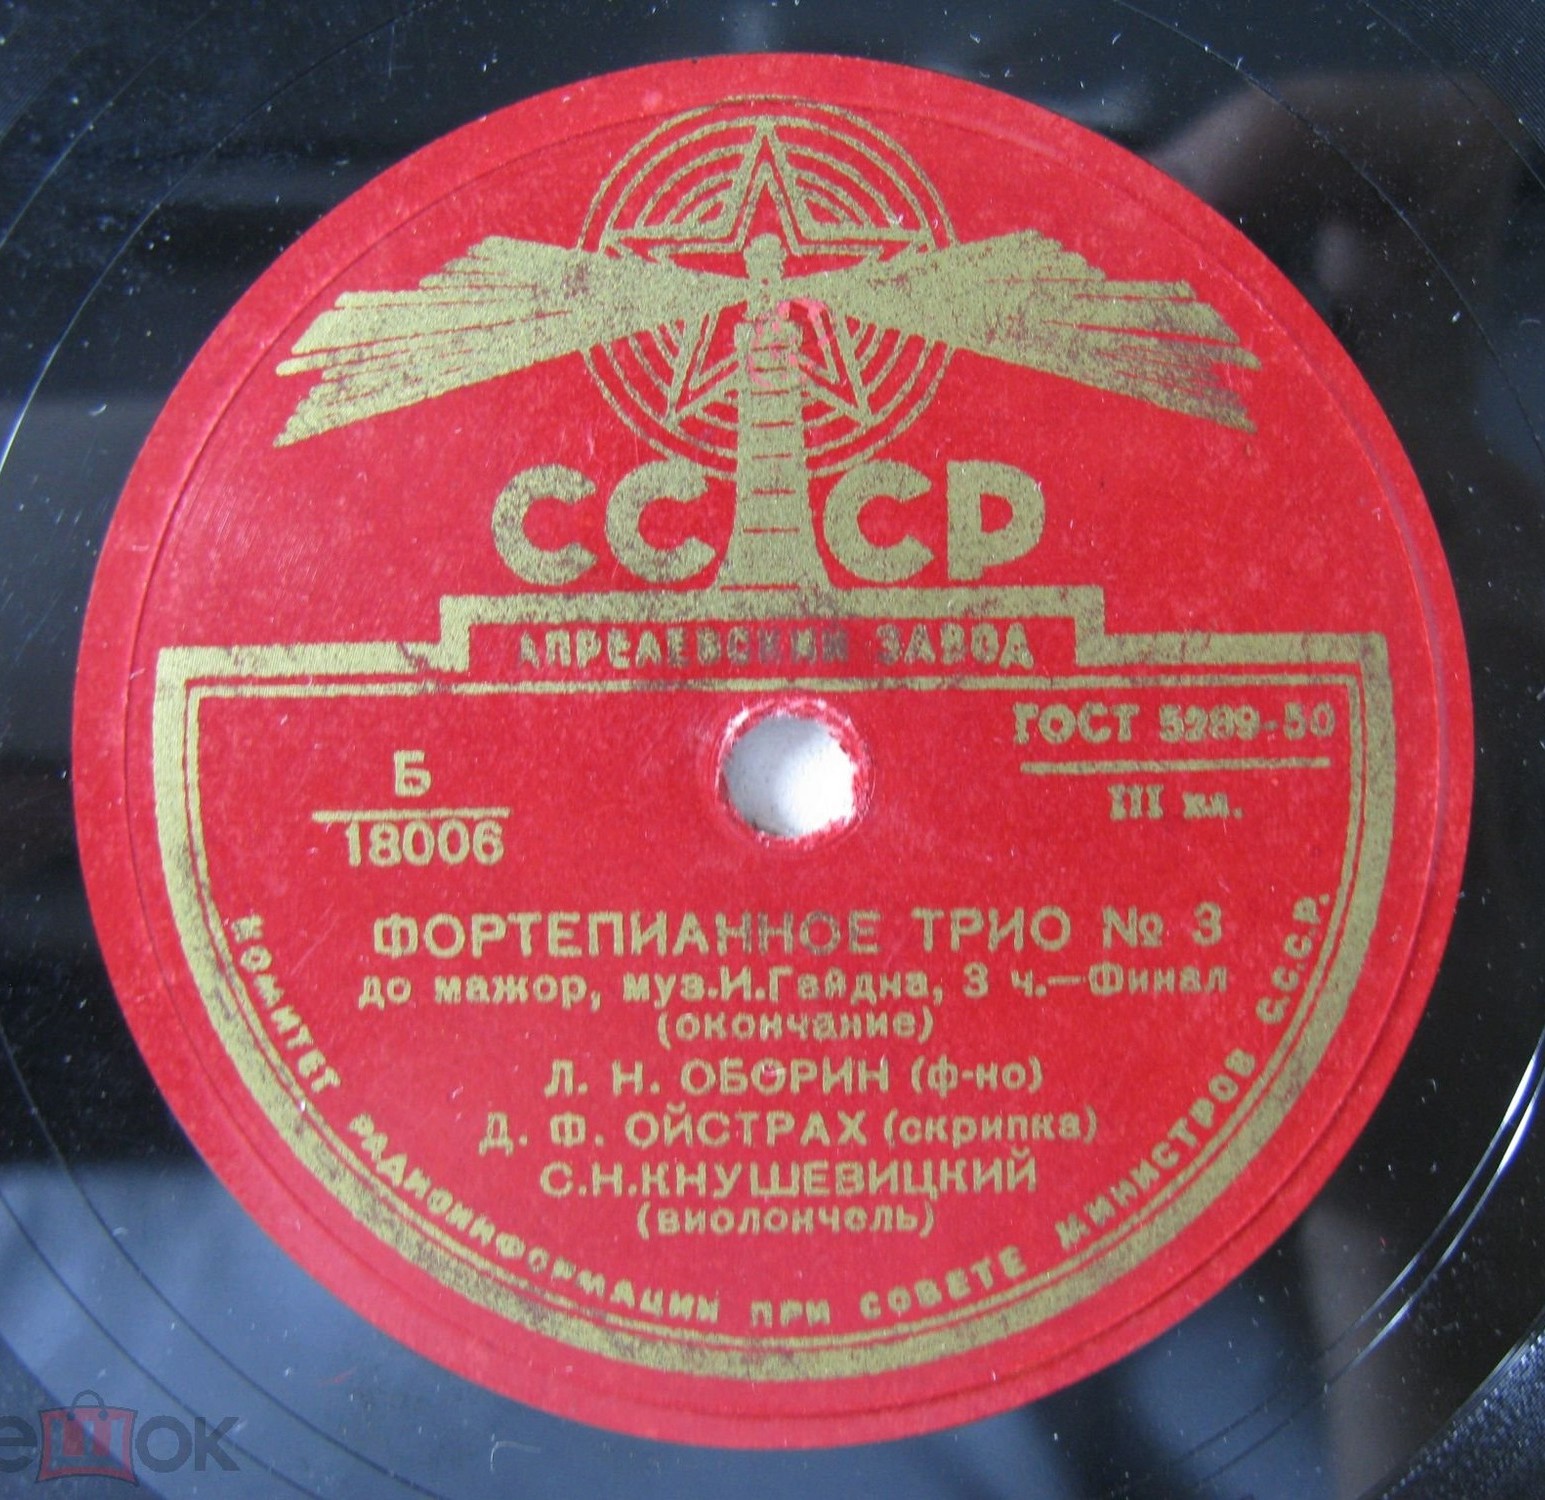 СССР
АПРЕЛЕВСКИЙ ЗАВОД
ГОСТ 5289-50
III кл.
Б
18006
ФОРТЕПИАННОЕ ТРИО № 3
до мажор, муз.И.Гайдна, 3 ч.—Финал
(окончание)
Л. Н. ОБОРИН (ф-но)
Д. Ф. ОЙСТРАХ (скрипка)
С.Н.КНУШЕВИЦКИЙ
(виолончель)
КОМИТЕТ РАДИОИНФОРМАЦИИ ПРИ СОВЕТЕ МИНИСТРОВ С.С.С.Р.
ешок